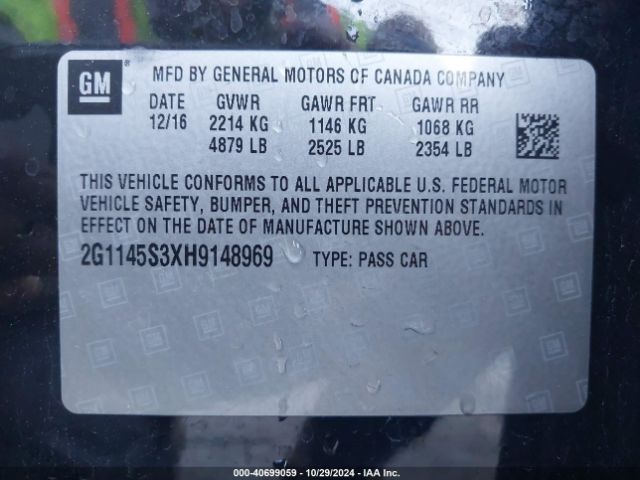 GM
®
MFD BY GENERAL MOTORS OF CANADA COMPANY
DATE GVWR GAWR FRT GAWR RR
12/16 2214 KG 1146 KG 1068 KG
4879 LB 2525 LB 2354 LB
THIS VEHICLE CONFORMS TO ALL APPLICABLE U.S. FEDERAL MOTOR
VEHICLE SAFETY, BUMPER, AND THEFT PREVENTION STANDARDS IN
EFFECT ON THE DATE OF MANUFACTURE SHOWN ABOVE.
2G1145S3XH9148969 TYPE: PASS CAR
000-40699059 | 10/29/2024 | IAA Inc.